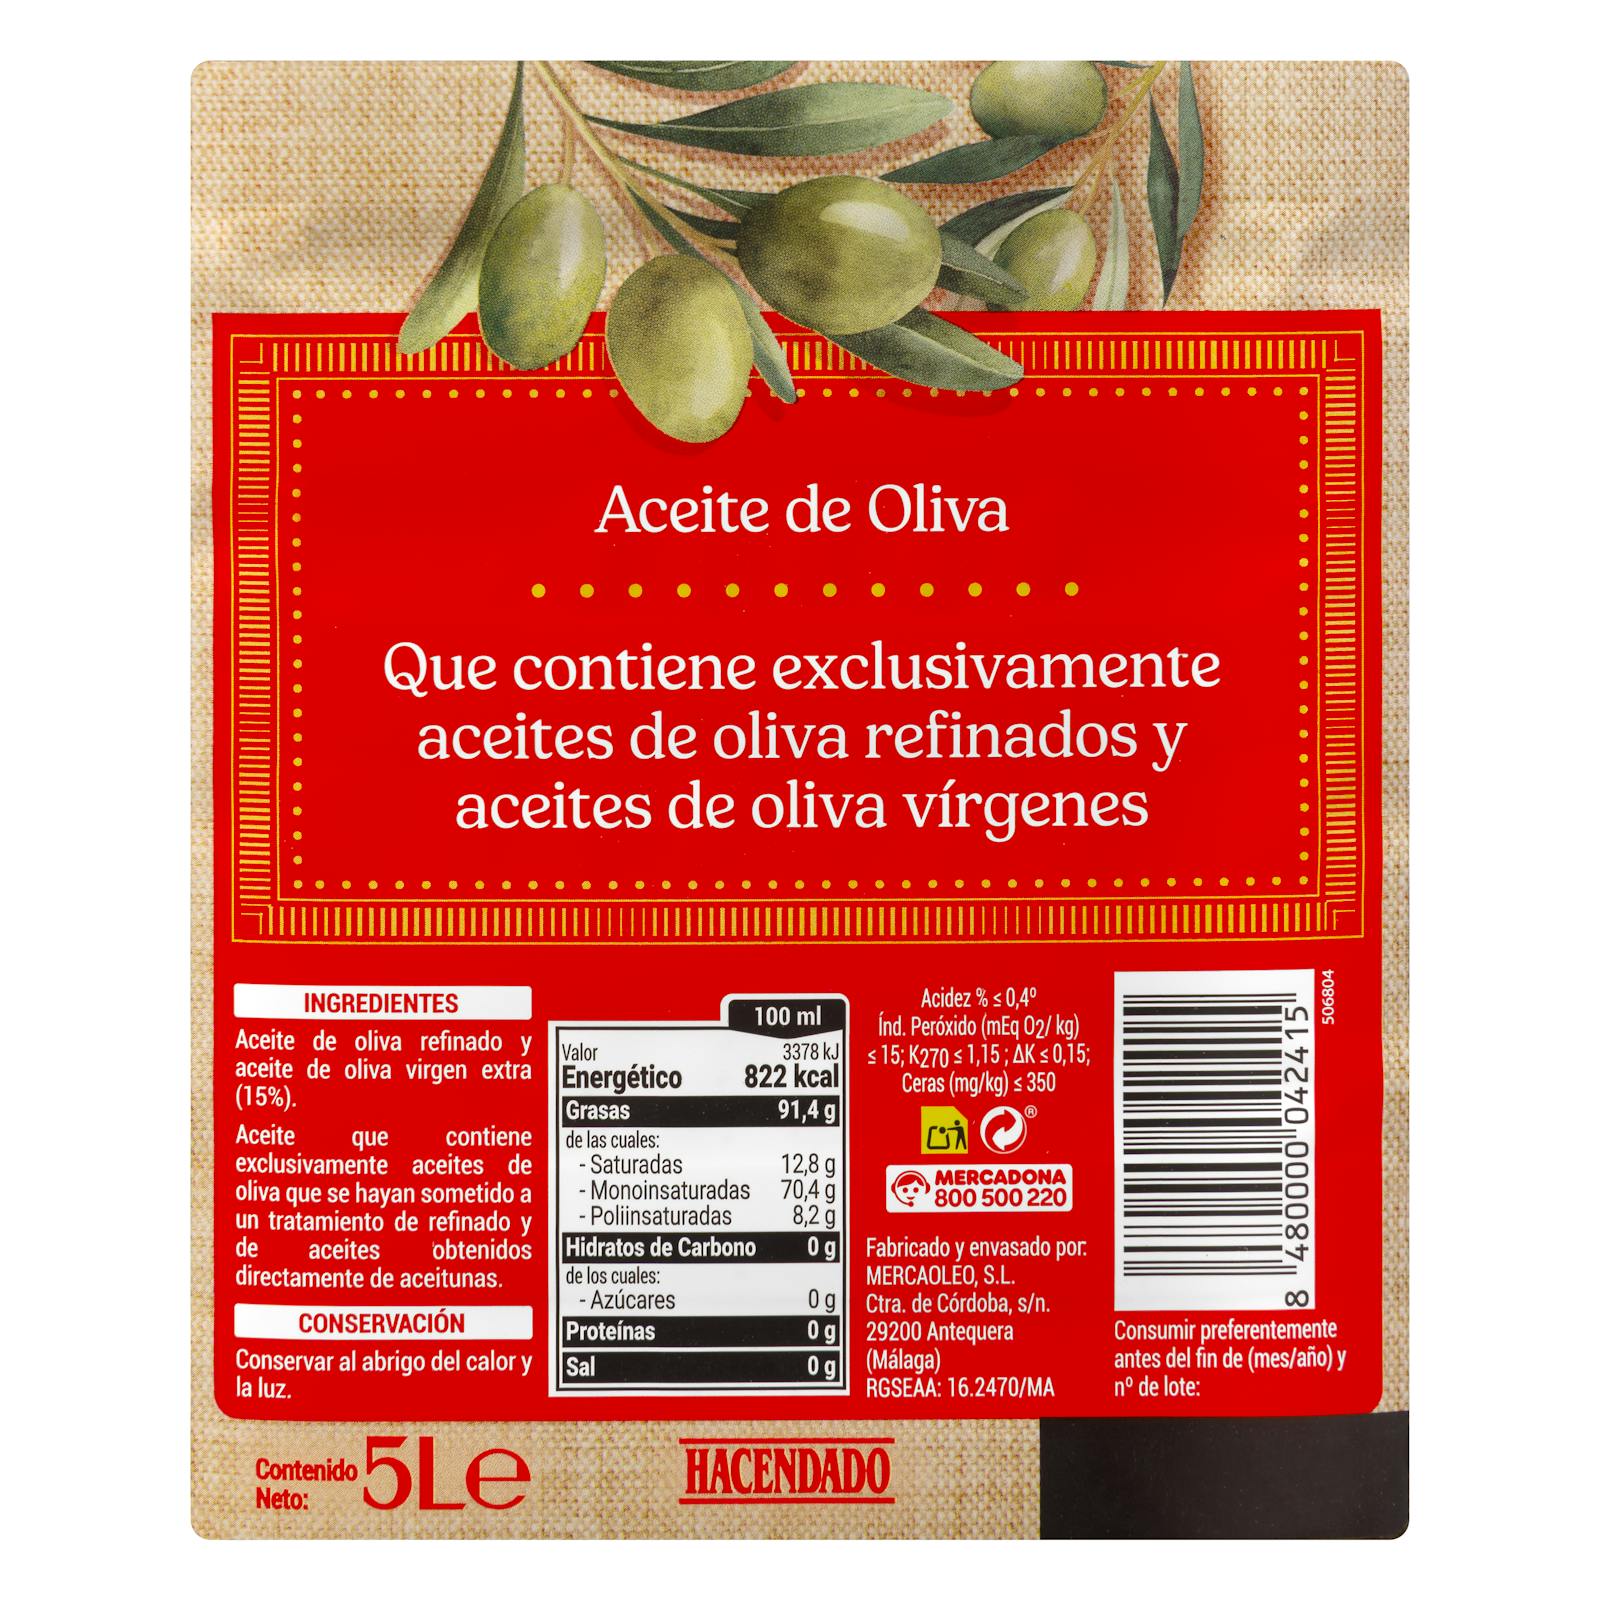 Aceite de Oliva
Que contiene exclusivamente
aceites de oliva refinados y
aceites de oliva vírgenes
INGREDIENTES
Aceite de oliva refinado y
aceite de oliva virgen extra
(15%).
Aceite que contiene
exclusivamente aceites de
oliva que se hayan sometido a
un tratamiento de refinado y
de aceites obtenidos
directamente de aceitunas.
CONSERVACIÓN
Conservar al abrigo del calor y
la luz.
100 ml
Valor 3378 kJ
Energético 822 kcal
Grasas 91,4 g
de las cuales:
- Saturadas 12,8 g
- Monoinsaturadas 70,4 g
- Poliinsaturadas 8,2 g
Hidratos de Carbono 0 g
de los cuales:
- Azúcares 0 g
Proteínas 0 g
Sal 0 g
Acidez % ≤ 0,4º
Índ. Peróxido (mEq O2/ kg)
≤ 15; K270 ≤ 1,15 ; ΔK ≤ 0,15;
Ceras (mg/kg) ≤ 350
®
MERCADONA
800 500 220
Fabricado y envasado por:
MERCAOLEO, S.L.
Ctra. de Córdoba, s/n.
29200 Antequera
(Málaga)
RGSEAA: 16.2470/MA
506804
8 480000 042415
Consumir preferentemente
antes del fin de (mes/año) y
nº de lote:
Contenido
Neto:
5L e
HACENDADO